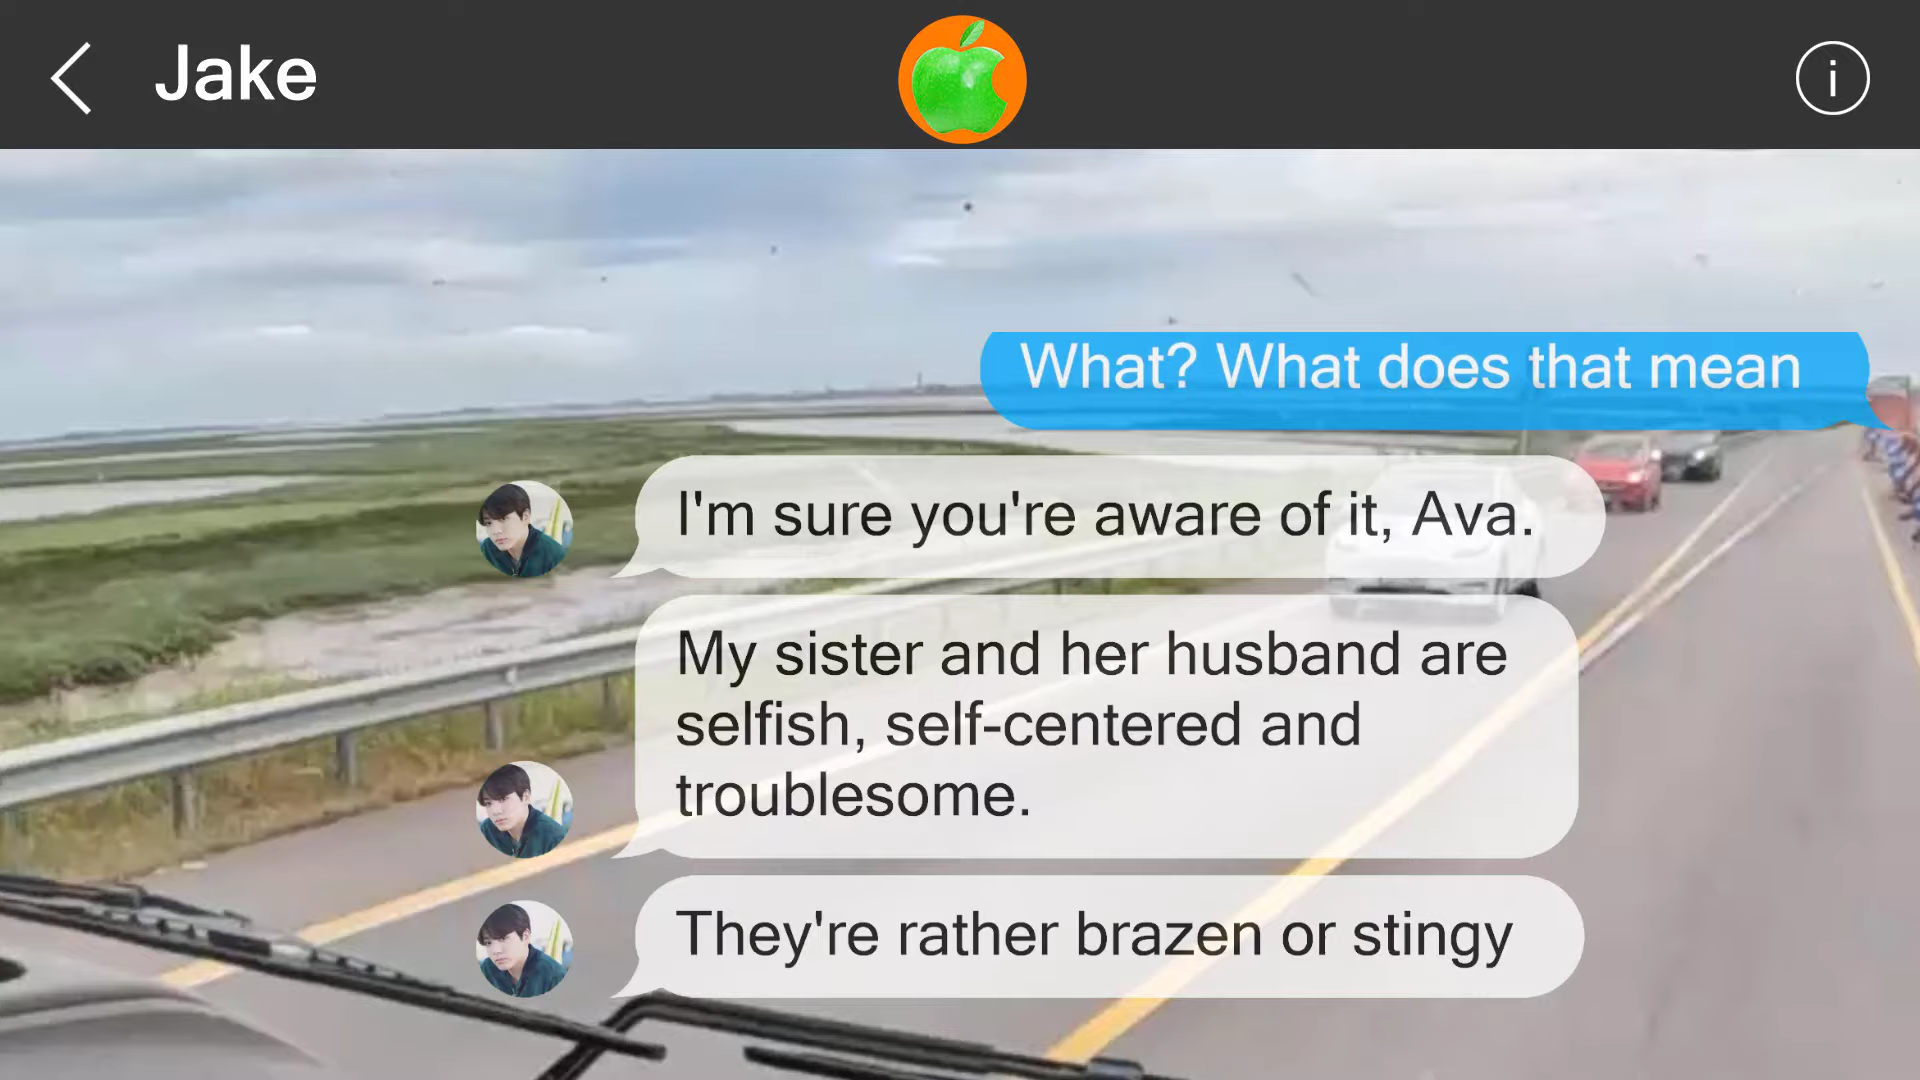 Jake
i
What? What does that mean
I'm sure you're aware of it, Ava.
My sister and her husband are
selfish, self-centered and
troublesome.
They're rather brazen or stingy